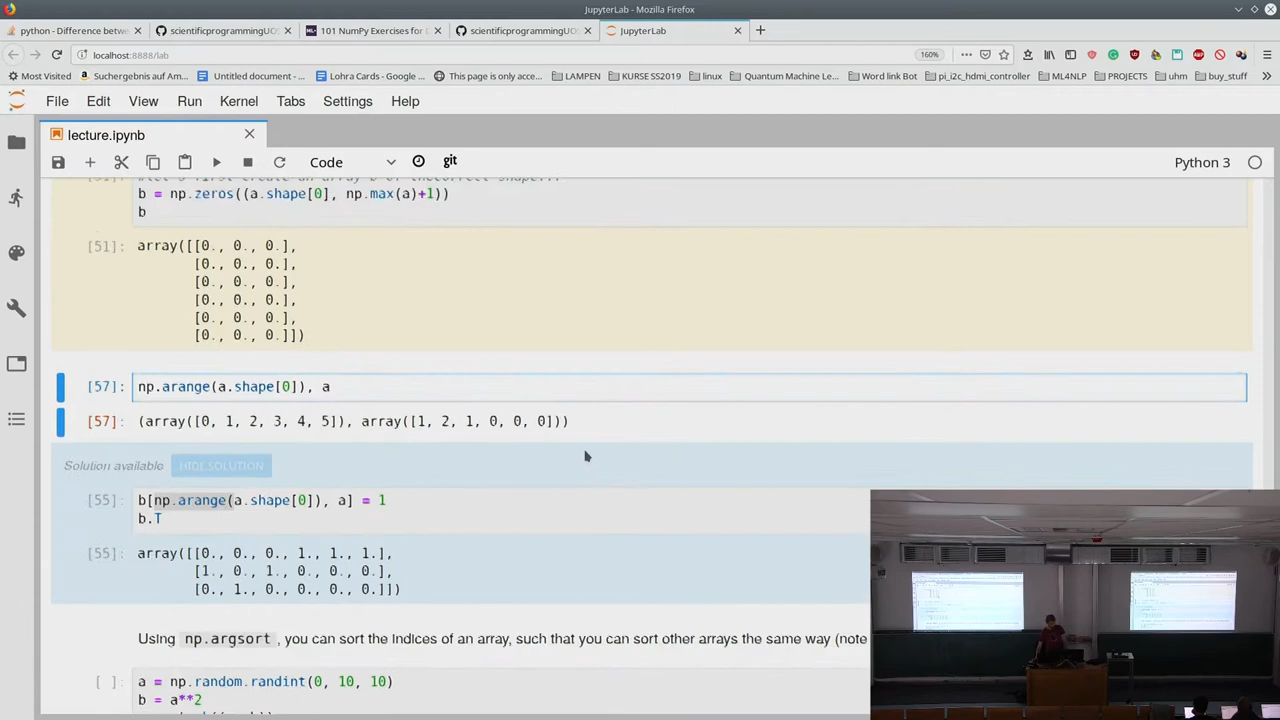 JupyterLab - Mozilla Firefox
python - Difference betwe
scientificprogrammingUOS
101 NumPy Exercises for D
scientificprogrammingUOS
JupyterLab
localhost:8888/lab
160%
Most Visited
Suchergebnis auf Am...
Untitled document - ...
Lohra Cards - Google ...
This page is only acce...
LAMPEN
KURSE SS2019
linux
Quantum Machine Le...
Word link Bot
pi_i2c_hdmi_controller
ML4NLP
PROJECTS
uhm
buy_stuff
File Edit View Run Kernel Tabs Settings Help
lecture.ipynb
Code
git
Python 3
b = np.zeros((a.shape[0], np.max(a)+1))
b
[51]: array([[0., 0., 0.],
[0., 0., 0.],
[0., 0., 0.],
[0., 0., 0.],
[0., 0., 0.],
[0., 0., 0.]])
[57]: np.arange(a.shape[0]), a
[57]: (array([0, 1, 2, 3, 4, 5]), array([1, 2, 1, 0, 0, 0]))
Solution available HIDE SOLUTION
[55]: b[np.arange(a.shape[0]), a] = 1
b.T
[55]: array([[0., 0., 0., 1., 1., 1.],
[1., 0., 1., 0., 0., 0.],
[0., 1., 0., 0., 0., 0.]])
Using np.argsort, you can sort the indices of an array, such that you can sort other arrays the same way (note
[ ]: a = np.random.randint(0, 10, 10)
b = a**2